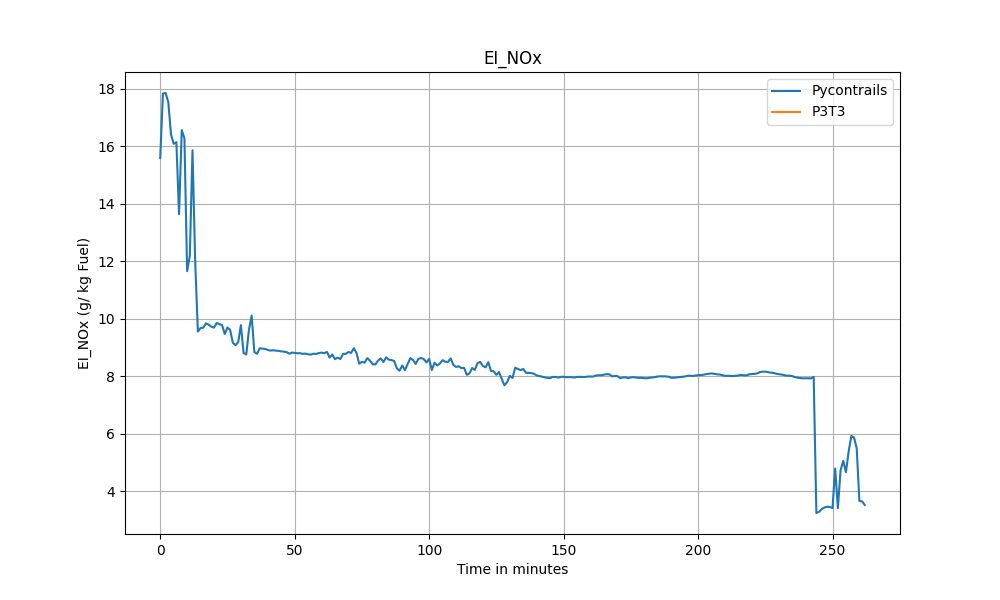 EI_NOx
Pycontrails
P3T3
EI_NOx (g/ kg Fuel)
18
16
14
12
10
8
6
4
0 50 100 150 200 250
Time in minutes